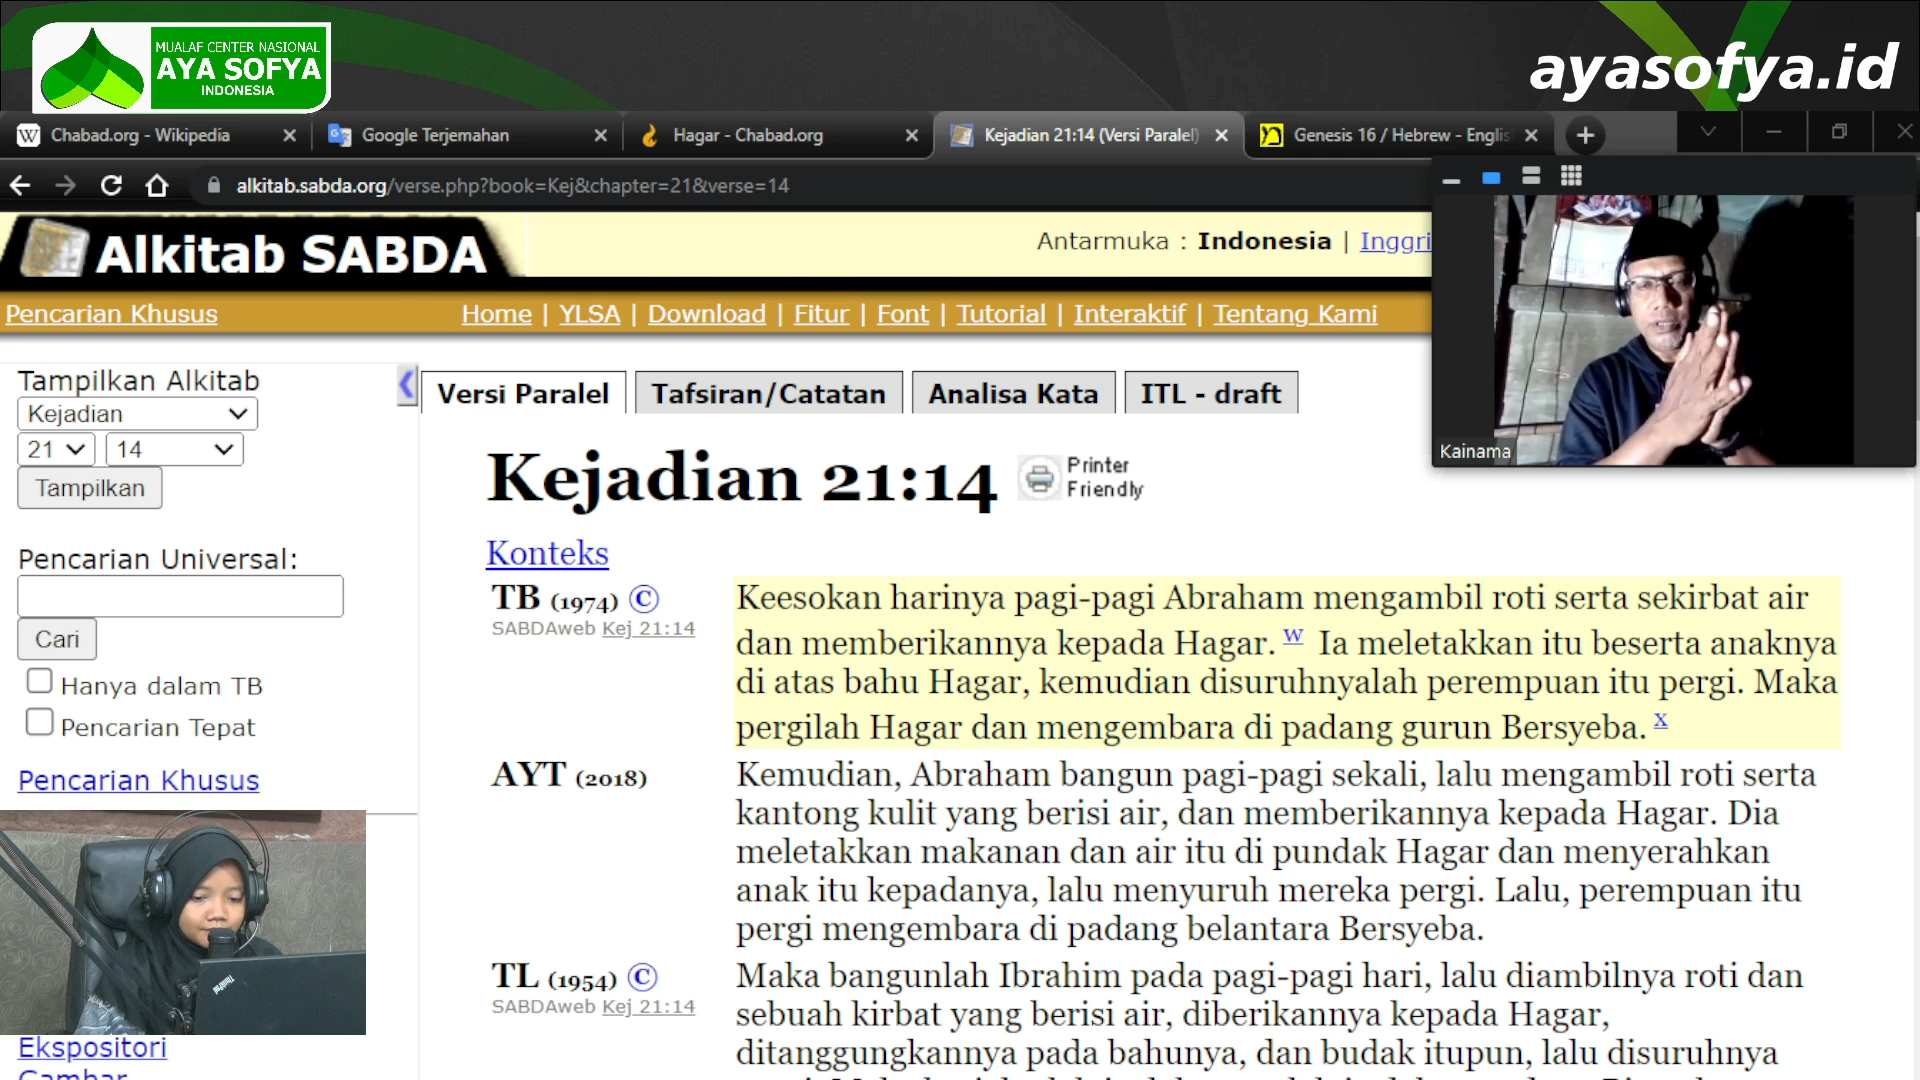 MUALAF CENTER NASIONAL
AYA SOFYA
INDONESIA
ayasofya.id
Chabad.org - Wikipedia
Google Terjemahan
Hagar - Chabad.org
Kejadian 21:14 (Versi Paralel)
Genesis 16 / Hebrew - Englis
alkitab.sabda.org/verse.php?book=Kej&chapter=21&verse=14
Alkitab SABDA
Antarmuka : Indonesia | Inggri
Pencarian Khusus
Home | YLSA | Download | Fitur | Font | Tutorial | Interaktif | Tentang Kami
Kainama
Tampilkan Alkitab
Kejadian
21 14
Tampilkan
Pencarian Universal:
Cari
Hanya dalam TB
Pencarian Tepat
Pencarian Khusus
ThinkPad
Ekspositori
Gambar
Versi Paralel
Tafsiran/Catatan
Analisa Kata
ITL - draft
Kejadian 21:14
Printer
Friendly
Konteks
TB (1974) ©
SABDAweb Kej 21:14
Keesokan harinya pagi-pagi Abraham mengambil roti serta sekirbat air
dan memberikannya kepada Hagar. w Ia meletakkan itu beserta anaknya
di atas bahu Hagar, kemudian disuruhnyalah perempuan itu pergi. Maka
pergilah Hagar dan mengembara di padang gurun Bersyeba. x
AYT (2018)
Kemudian, Abraham bangun pagi-pagi sekali, lalu mengambil roti serta
kantong kulit yang berisi air, dan memberikannya kepada Hagar. Dia
meletakkan makanan dan air itu di pundak Hagar dan menyerahkan
anak itu kepadanya, lalu menyuruh mereka pergi. Lalu, perempuan itu
pergi mengembara di padang belantara Bersyeba.
TL (1954) ©
SABDAweb Kej 21:14
Maka bangunlah Ibrahim pada pagi-pagi hari, lalu diambilnya roti dan
sebuah kirbat yang berisi air, diberikannya kepada Hagar,
ditanggungkannya pada bahunya, dan budak itupun, lalu disuruhnya